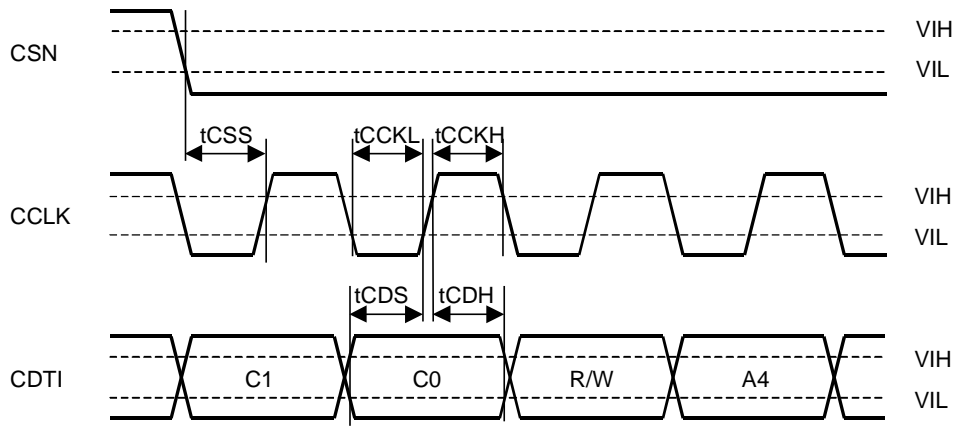 VIH
CSN
VIL
tCSS tCCKL tCCKH
VIH
CCLK
VIL
tCDS tCDH
VIH
CDTI C1 C0 R/W A4
VIL